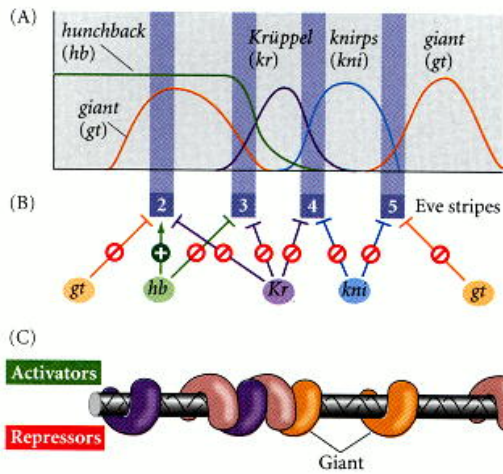 (A)
hunchback
(hb)
Krüppel
(kr)
knirps
(kni)
giant
(gt)
giant
(gt)
(B)
2 3 4 5 Eve stripes
gt hb Kr kni gt
(C)
Activators
Repressors
Giant